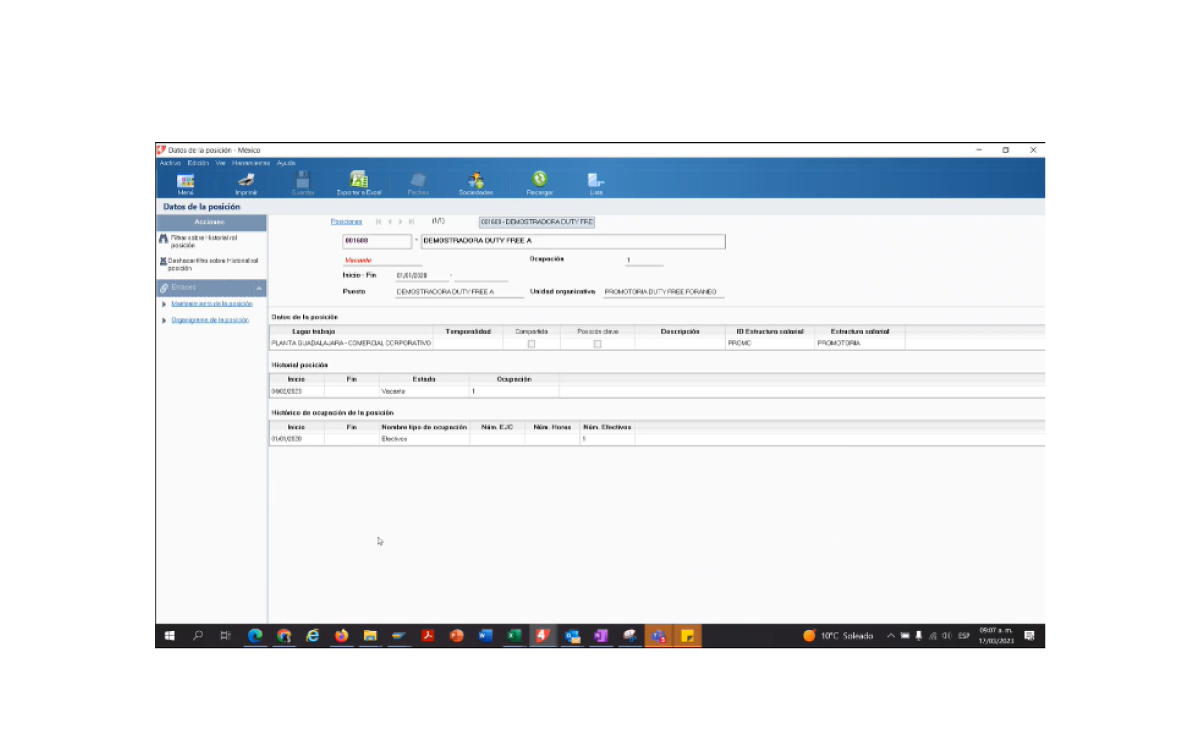 Datos de la posición - México
Archivo Edición Ver Herramientas Ayuda
Menú Imprimir Guardar Exportar a Excel Fechas Sociedades Recargar Lista
Datos de la posición
Acciones
Filtrar sobre Historial rol posición
Deshacer filtro sobre Historial rol posición
Enlaces
Mantenimiento de la posición
Organigrama de la posición
Posiciones (1/1) 001608 - DEMOSTRADORA DUTY FRE
001608 - DEMOSTRADORA DUTY FREE A
Vacante Ocupación 1
Inicio - Fin 01/01/2020 -
Puesto DEMOSTRADORA DUTY FREE A Unidad organizativa PROMOTORIA DUTY FREE FORANEO
Datos de la posición
Lugar trabajo Temporalidad Compartida Posición clave Descripción ID Estructura salarial Estructura salarial
PLANTA GUADALAJARA - COMERCIAL CORPORATIVO PROMO PROMOTORIA
Historial posición
Inicio Fin Estado Ocupación
Vacante 1
Histórico de ocupación de la posición
Inicio Fin Nombre tipo de ocupación Núm. EJC Núm. Horas Núm. Efectivos
01/01/2020 Efectivos 1
10°C Soleado ESP 09:07 a. m.
17/03/2023